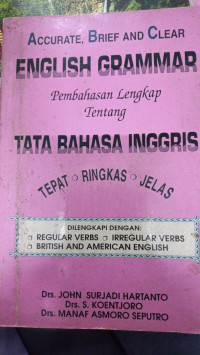 ACCURATE, BRIEF AND CLEAR
ENGLISH GRAMMAR
Pembahasan Lengkap
Tentang
TATA BAHASA INGGRIS
TEPAT RINGKAS JELAS
DILENGKAPI DENGAN:
REGULAR VERBS IRREGULAR VERBS
BRITISH AND AMERICAN ENGLISH
Drs. JOHN SURJADI HARTANTO
Drs. S. KOENTJORO
Drs. MANAF ASMORO SEPUTRO